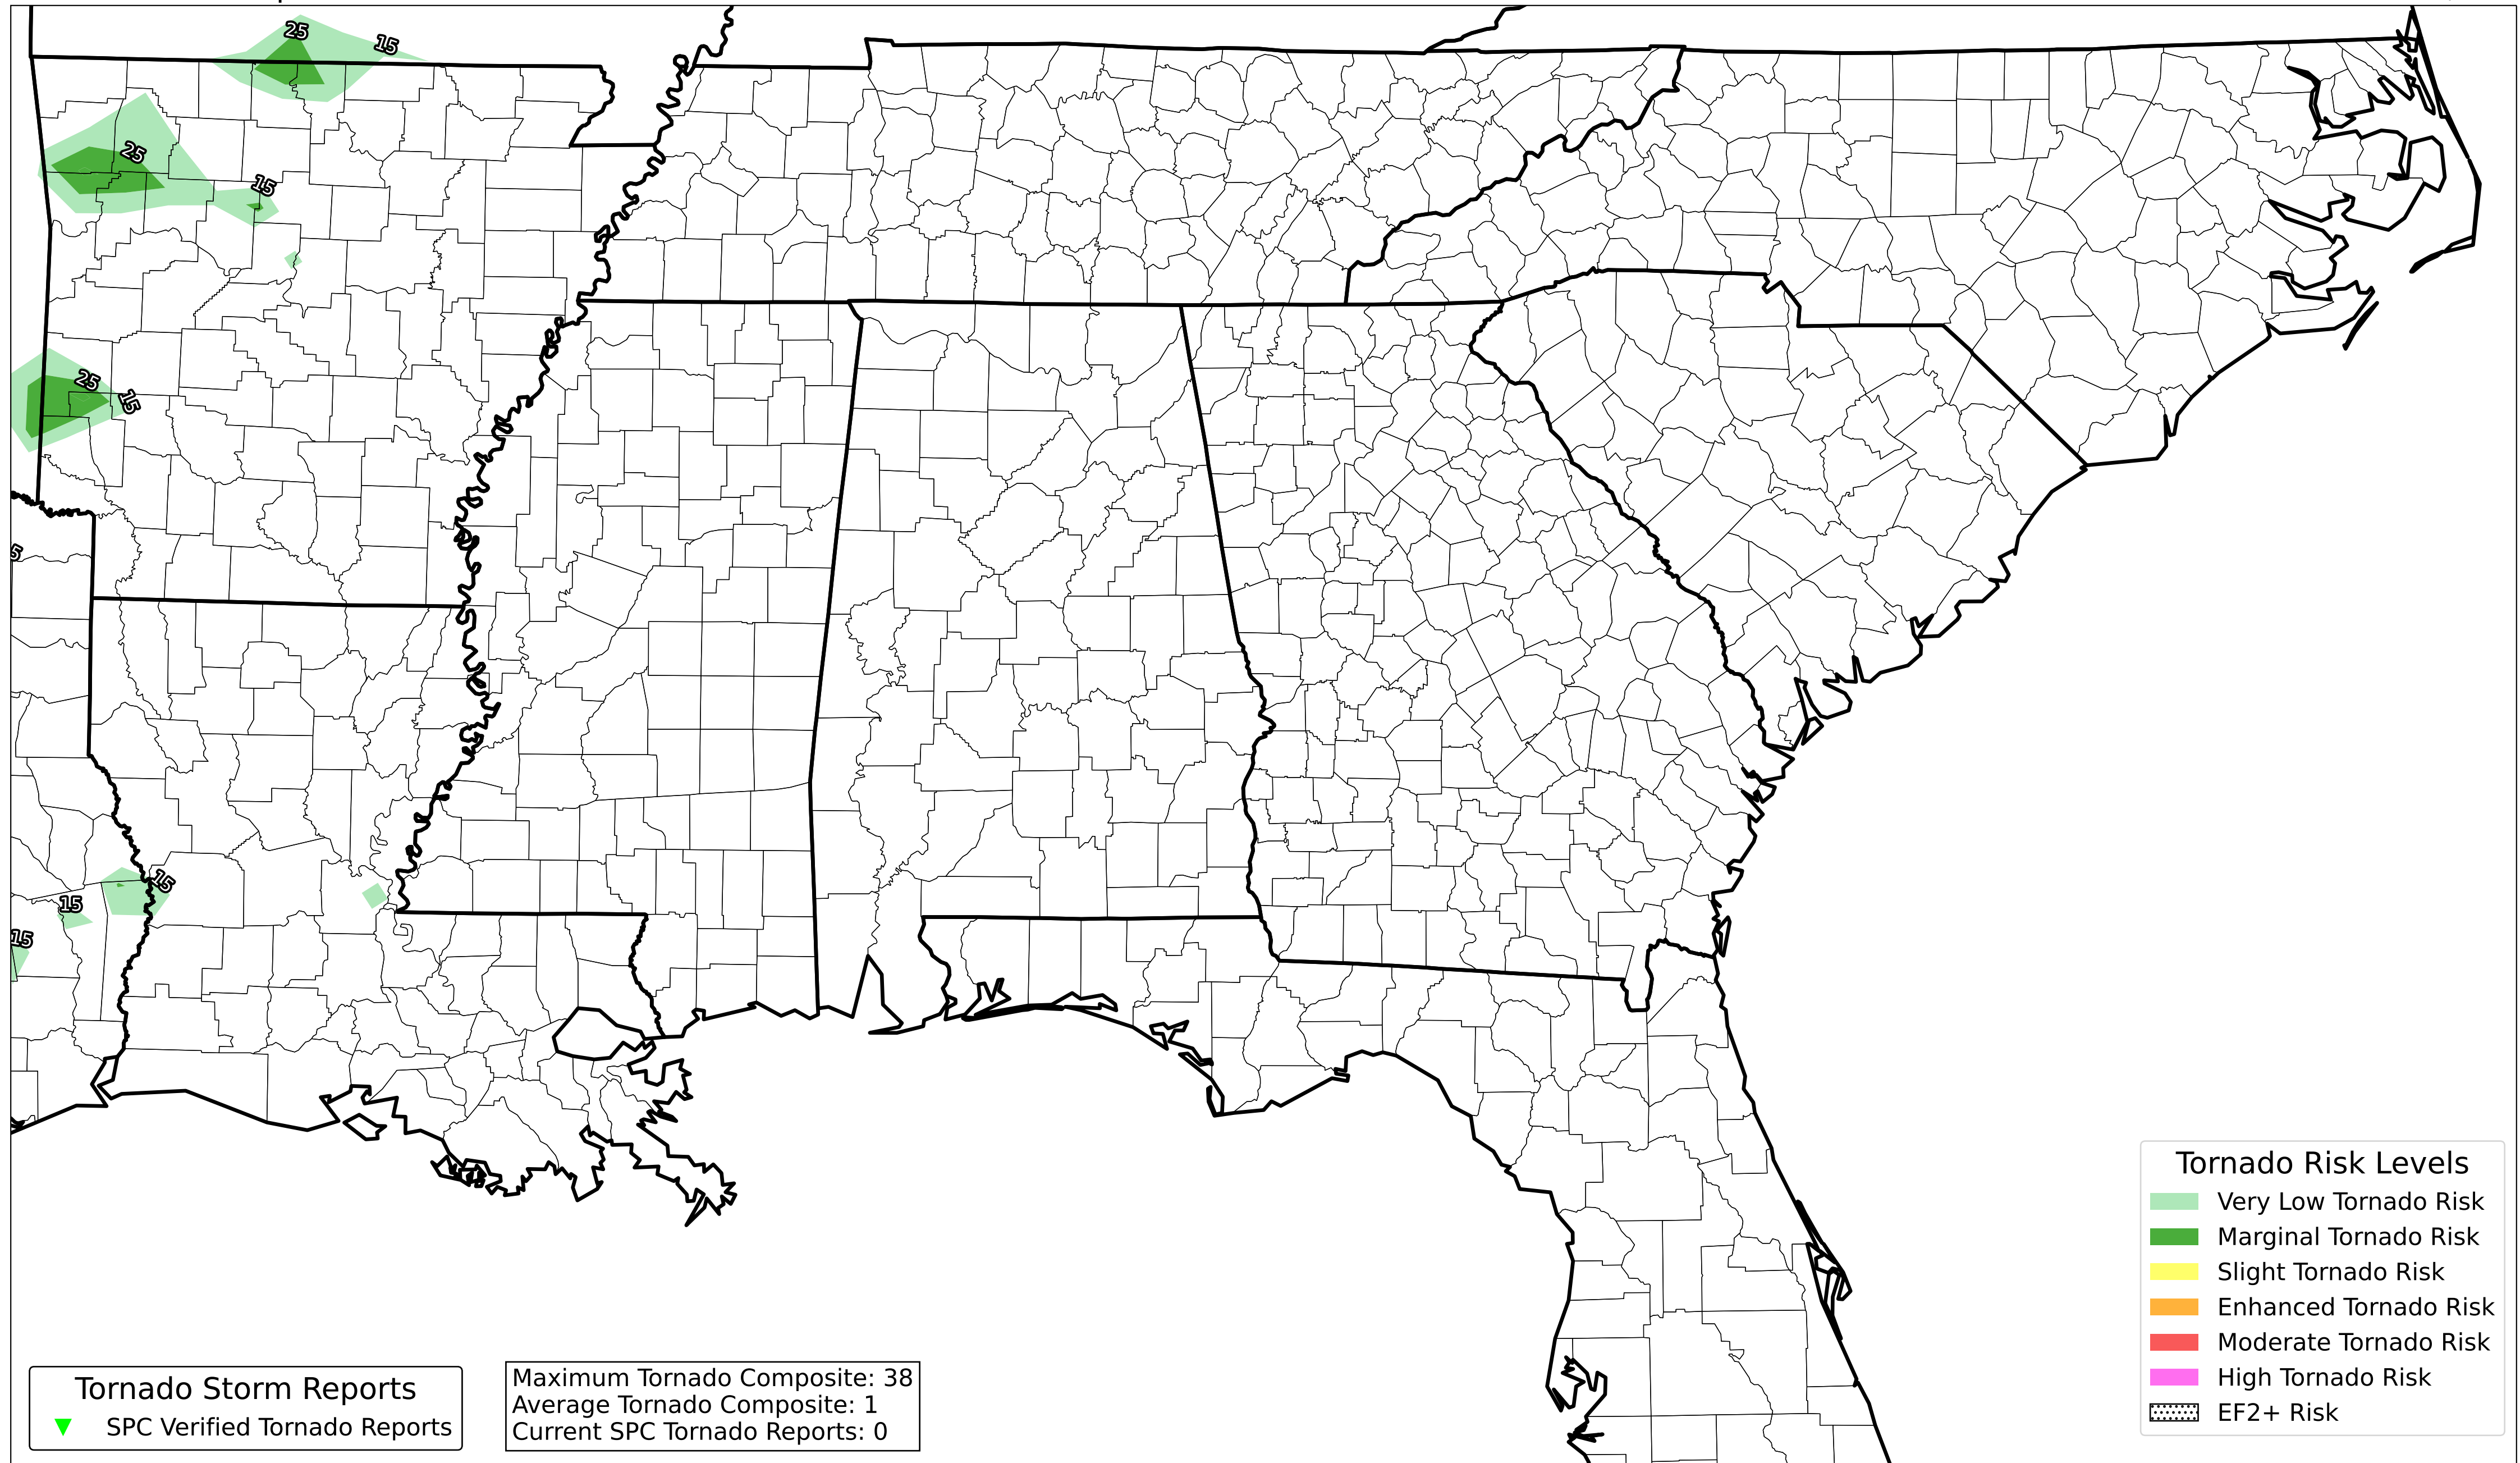 25
15
25
15
25
15
5
15
15
15
Tornado Risk Levels
Very Low Tornado Risk
Marginal Tornado Risk
Slight Tornado Risk
Enhanced Tornado Risk
Moderate Tornado Risk
High Tornado Risk
EF2+ Risk
Tornado Storm Reports
SPC Verified Tornado Reports
Maximum Tornado Composite: 38
Average Tornado Composite: 1
Current SPC Tornado Reports: 0